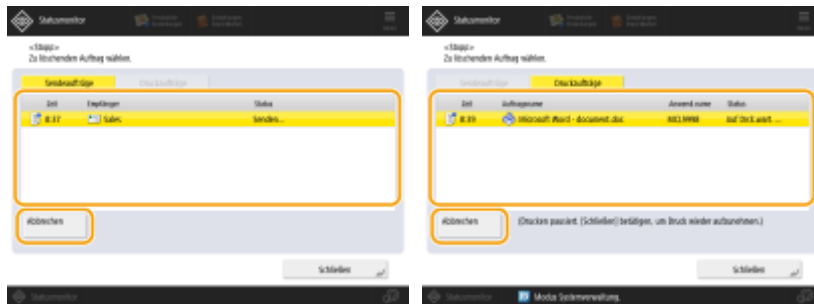 Statusmonitor
<Stopp>
Zu löschenden Auftrag wählen.
Sendeaufträge
Druckaufträge
Zeit Empfänger Status
8:37 Sales Senden...
Abbrechen
Schließen
Statusmonitor
Statusmonitor
<Stopp>
Zu löschenden Auftrag wählen.
Sendeaufträge
Druckaufträge
Zeit Auftragsname Anwend.name Status
8:39 Microsoft Word - document.doc Auf Druck wart. ...
Abbrechen
(Drucken pausiert. [Schließen] betätigen, um Druck wieder aufzunehmen.)
Schließen
Statusmonitor
Modus Systemverwaltung.